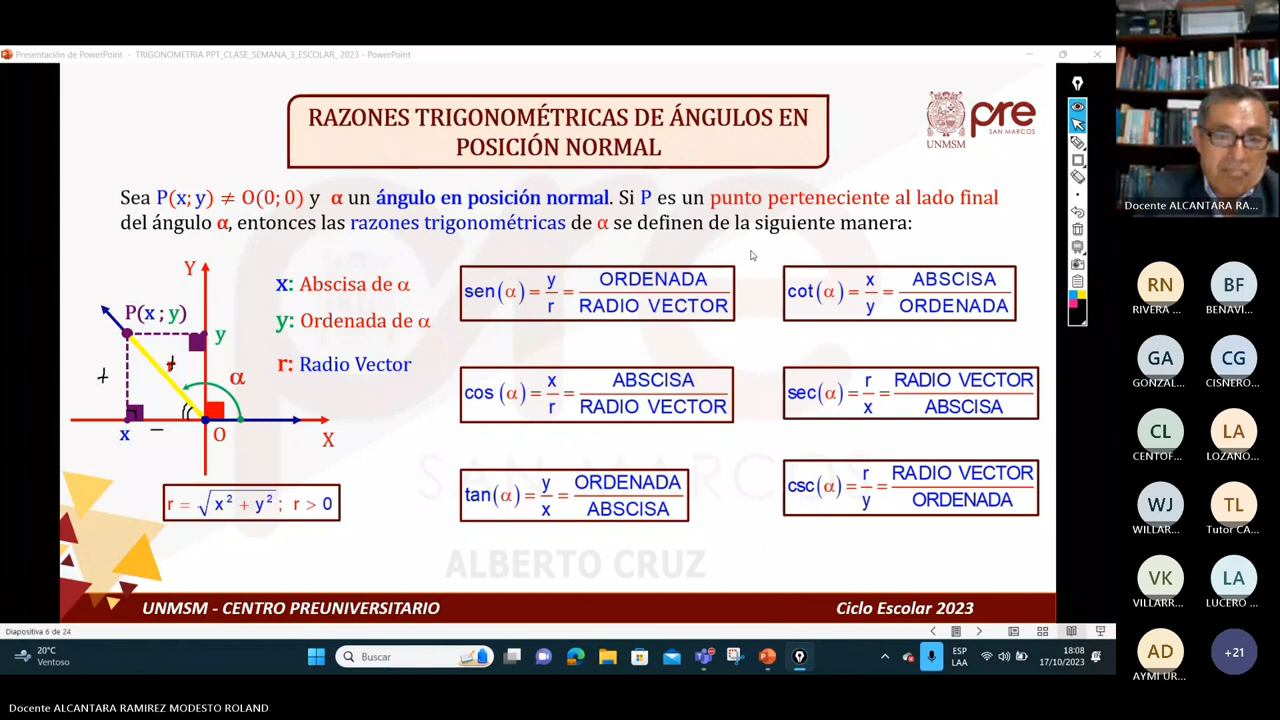 Presentación de PowerPoint - TRIGONOMETRIA PPT_CLASE_SEMANA_3_ESCOLAR_ 2023 - PowerPoint
RAZONES TRIGONOMÉTRICAS DE ÁNGULOS EN
POSICIÓN NORMAL
UNMSM
pre
SAN MARCOS
Sea P(x; y) ≠ O(0; 0) y α un ángulo en posición normal. Si P es un punto perteneciente al lado final
del ángulo α, entonces las razones trigonométricas de α se definen de la siguiente manera:
Y
P(x ; y)
y
+
r
α
x
−
O
X
x: Abscisa de α
y: Ordenada de α
r: Radio Vector
r = √x² + y² ; r > 0
sen(α) = y/r = ORDENADA/RADIO VECTOR
cot(α) = x/y = ABSCISA/ORDENADA
cos (α) = x/r = ABSCISA/RADIO VECTOR
sec(α) = r/x = RADIO VECTOR/ABSCISA
tan(α) = y/x = ORDENADA/ABSCISA
csc(α) = r/y = RADIO VECTOR/ORDENADA
SAN MARCOS
ALBERTO CRUZ
UNMSM - CENTRO PREUNIVERSITARIO
Ciclo Escolar 2023
Diapositiva 6 de 24
20°C
Ventoso
Buscar
ESP
LAA
18:08
17/10/2023
Docente ALCANTARA RA...
RN
RIVERA ...
BF
BENAVI...
GA
GONZAL...
CG
CISNERO...
CL
CENTOF...
LA
LOZANO...
WJ
WILLAR...
TL
Tutor CA...
VK
VILLARR...
LA
LUCERO ...
AD
AYMI UR...
+21
Docente ALCANTARA RAMIREZ MODESTO ROLAND